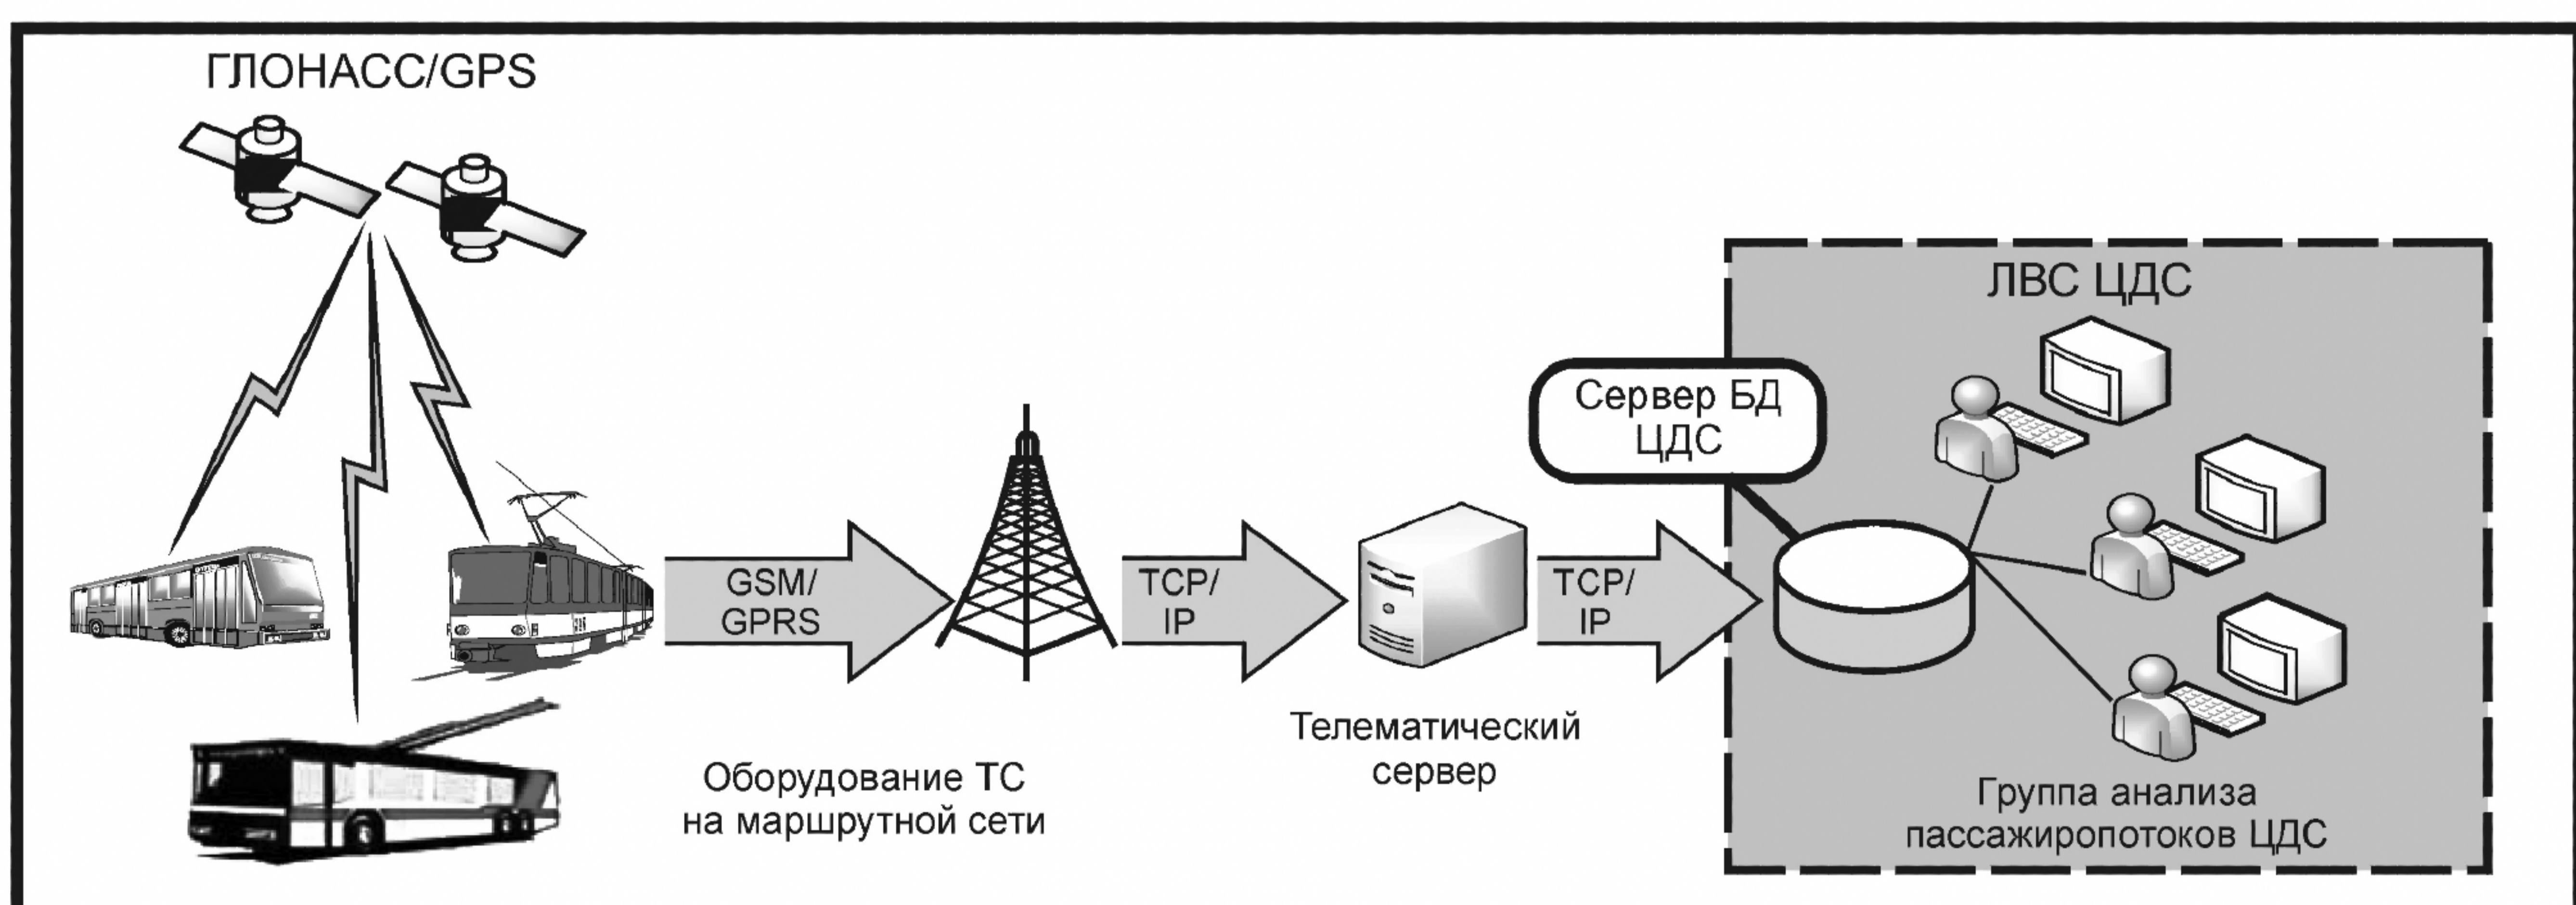 ГЛОНАСС/GPS
ЛВС ЦДС
Сервер БД
ЦДС
GSM/
GPRS
TCP/
IP
TCP/
IP
Телематический
сервер
Оборудование ТС
на маршрутной сети
Группа анализа
пассажиропотоков ЦДС